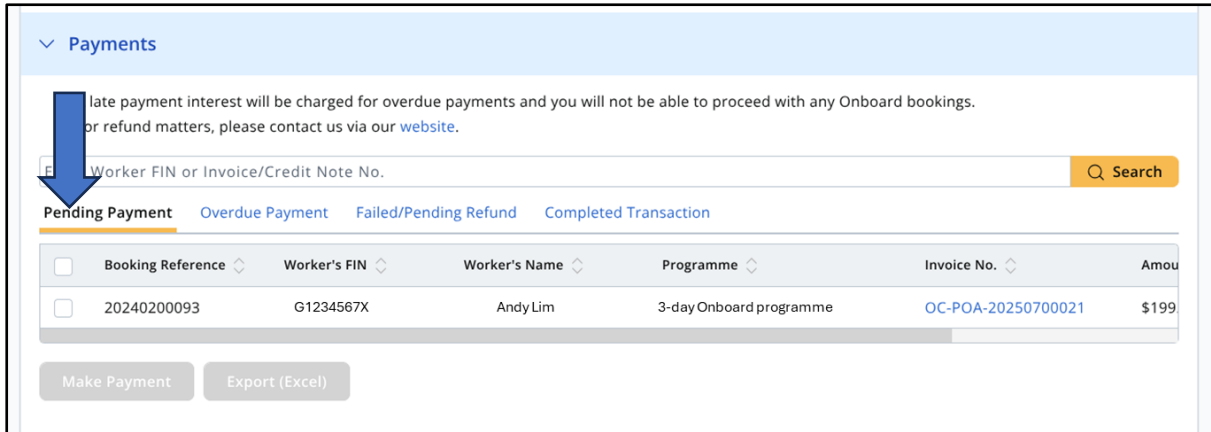 Payments
late payment interest will be charged for overdue payments and you will not be able to proceed with any Onboard bookings.
or refund matters, please contact us via our website.
Worker FIN or Invoice/Credit Note No.
Search
Pending Payment Overdue Payment Failed/Pending Refund Completed Transaction
Booking Reference Worker's FIN Worker's Name Programme Invoice No. Amou
20240200093 G1234567X Andy Lim 3-day Onboard programme OC-POA-20250700021 $199.
Make Payment Export (Excel)